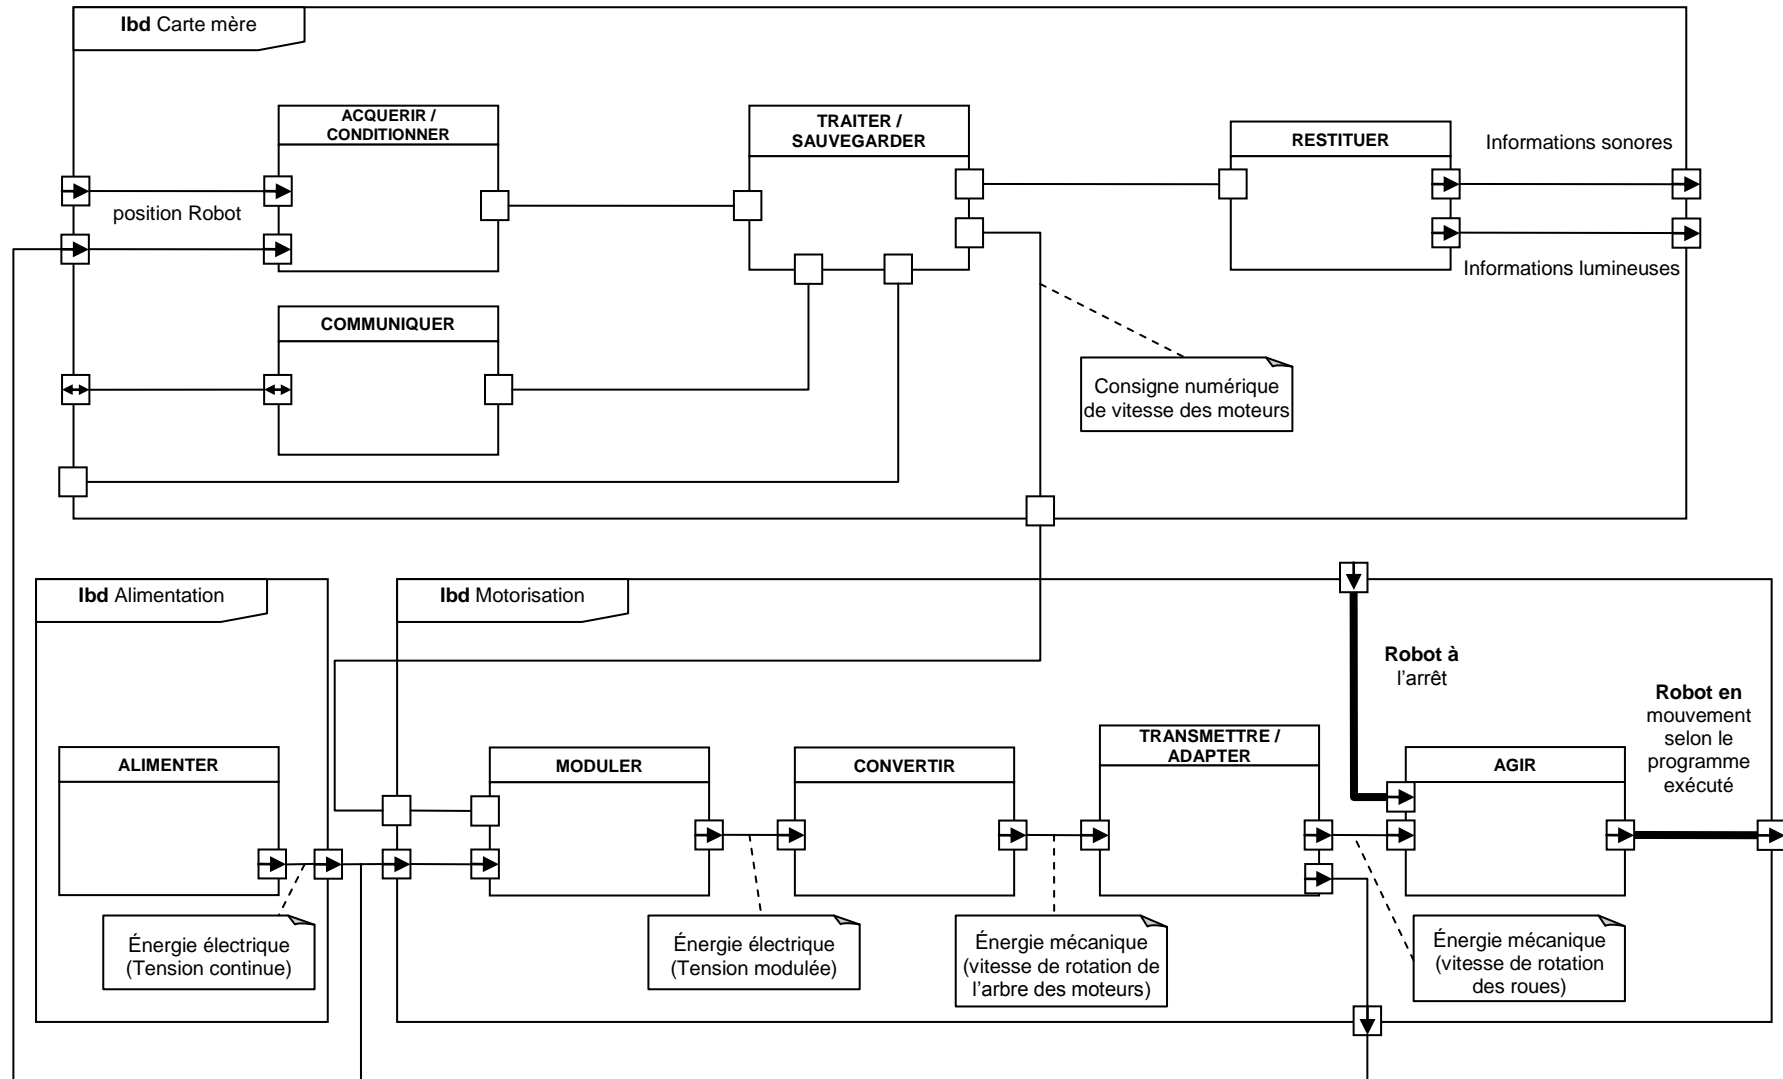 Ibd Carte mère
ACQUERIR /
CONDITIONNER
TRAITER /
SAUVEGARDER
RESTITUER
Informations sonores
position Robot
Informations lumineuses
COMMUNIQUER
Consigne numérique
de vitesse des moteurs
Ibd Alimentation
Ibd Motorisation
Robot à
l'arrêt
Robot en
mouvement
selon le
programme
exécuté
ALIMENTER
MODULER
CONVERTIR
TRANSMETTRE /
ADAPTER
AGIR
Énergie électrique
(Tension continue)
Énergie électrique
(Tension modulée)
Énergie mécanique
(vitesse de rotation de
l'arbre des moteurs)
Énergie mécanique
(vitesse de rotation
des roues)